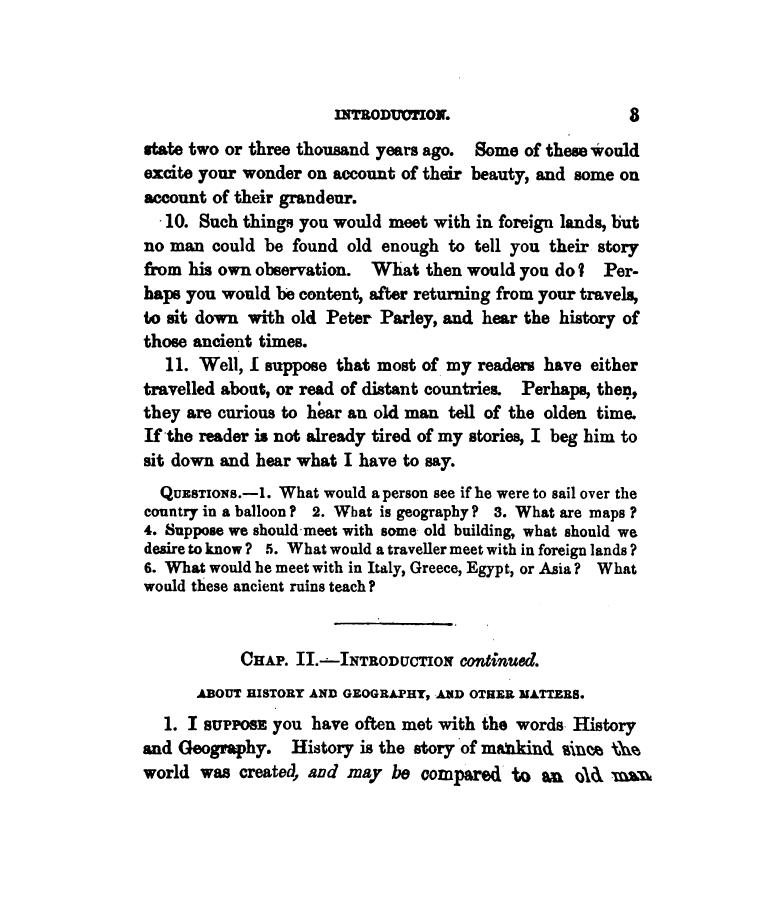 INTRODUCTION. 3
state two or three thousand years ago. Some of these would
excite your wonder on account of their beauty, and some on
account of their grandeur.
10. Such things you would meet with in foreign lands, but
no man could be found old enough to tell you their story
from his own observation. What then would you do? Per-
haps you would be content, after returning from your travels,
to sit down with old Peter Parley, and hear the history of
those ancient times.
11. Well, I suppose that most of my readers have either
travelled about, or read of distant countries. Perhaps, then,
they are curious to hear an old man tell of the olden time.
If the reader is not already tired of my stories, I beg him to
sit down and hear what I have to say.
QUESTIONS.—1. What would a person see if he were to sail over the
country in a balloon? 2. What is geography? 3. What are maps?
4. Suppose we should meet with some old building, what should we
desire to know? 5. What would a traveller meet with in foreign lands?
6. What would he meet with in Italy, Greece, Egypt, or Asia? What
would these ancient ruins teach?
CHAP. II.—INTRODUCTION continued.
ABOUT HISTORY AND GEOGRAPHY, AND OTHER MATTERS.
1. I SUPPOSE you have often met with the words History
and Geography. History is the story of mankind since the
world was created, and may be compared to an old man